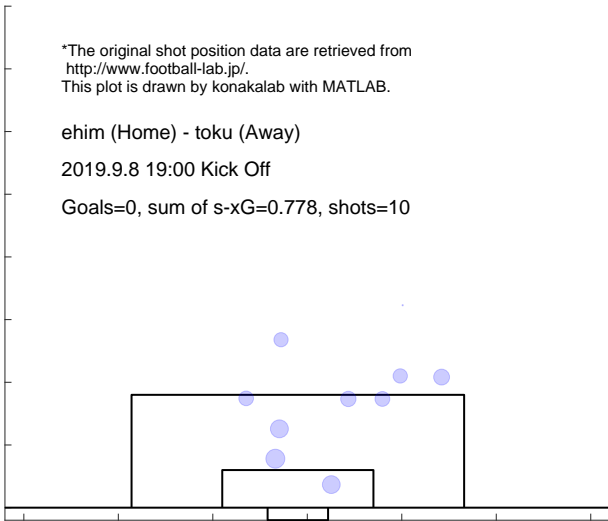 *The original shot position data are retrieved from
http://www.football-lab.jp/.
This plot is drawn by konakalab with MATLAB.
ehim (Home) - toku (Away)
2019.9.8 19:00 Kick Off
Goals=0, sum of s-xG=0.778, shots=10